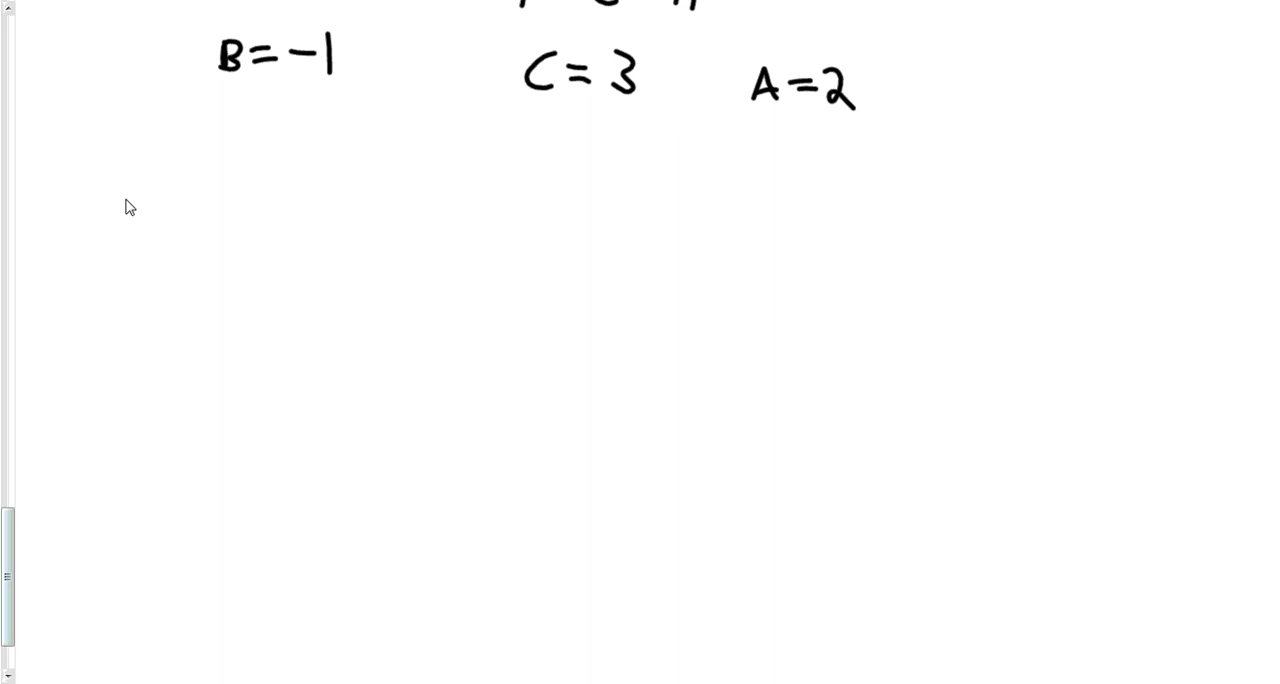 B = -1 C = 3 A = 2